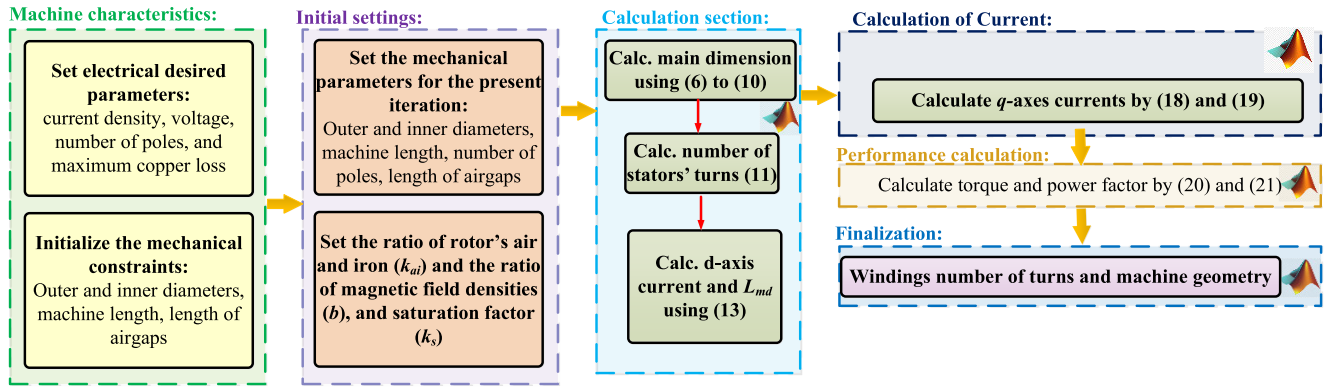 Machine characteristics:
Set electrical desired
parameters:
current density, voltage,
number of poles, and
maximum copper loss
Initialize the mechanical
constraints:
Outer and inner diameters,
machine length, length of
airgaps
Initial settings:
Set the mechanical
parameters for the present
iteration:
Outer and inner diameters,
machine length, number of
poles, length of airgaps
Set the ratio of rotor's air
and iron (kai) and the ratio
of magnetic field densities
(b), and saturation factor
(ks)
Calculation section:
Calc. main dimension
using (6) to (10)
Calc. number of
stators' turns (11)
Calc. d-axis
current and Lmd
using (13)
Calculation of Current:
Calculate q-axes currents by (18) and (19)
Performance calculation:
Calculate torque and power factor by (20) and (21)
Finalization:
Windings number of turns and machine geometry